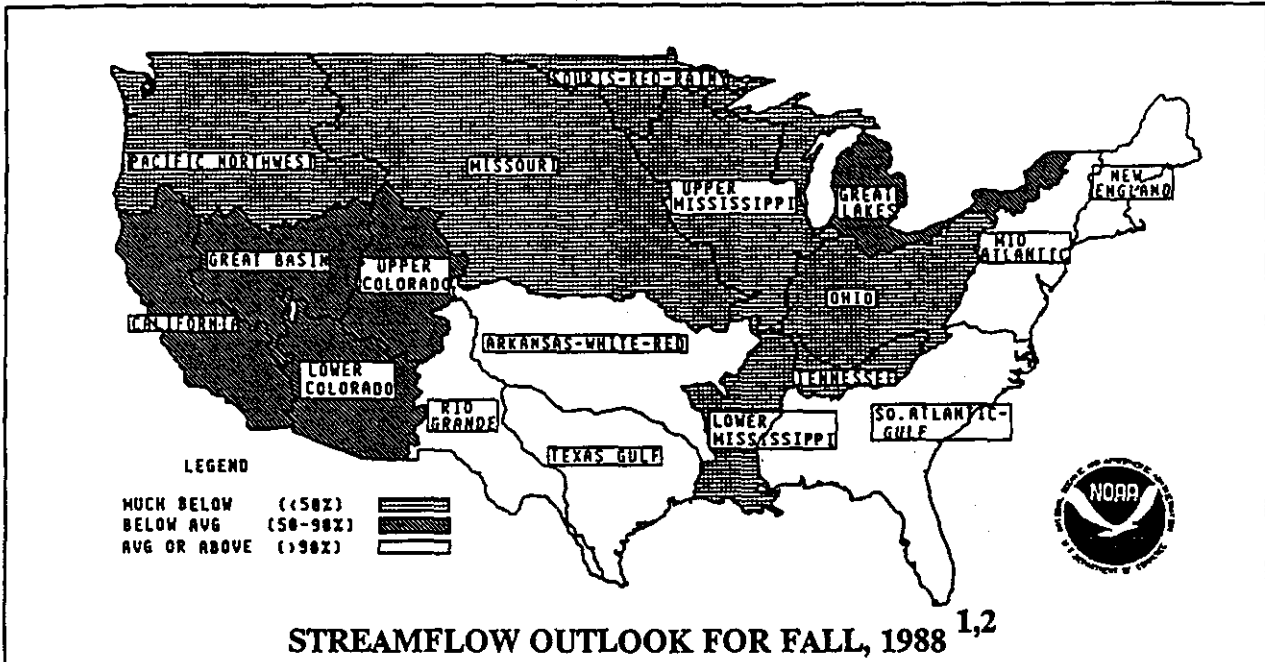 SOURIS-RED-RAINY
PACIFIC NORTHWEST
MISSOURI
UPPER
MISSISSIPPI
GREAT
LAKES
NEW
ENGLAND
MID
ATLANTIC
GREAT BASIN
UPPER
COLORADO
OHIO
CALIFORNIA
ARKANSAS-WHITE-RED
LOWER
COLORADO
TENNESSEE
RIO
GRANDE
LOWER
MISSISSIPPI
SO.ATLANTIC-
GULF
TEXAS GULF
LEGEND
MUCH BELOW (<50%)
BELOW AVG (50-90%)
AVG OR ABOVE (>90%)
NOAA
STREAMFLOW OUTLOOK FOR FALL, 1988 1,2